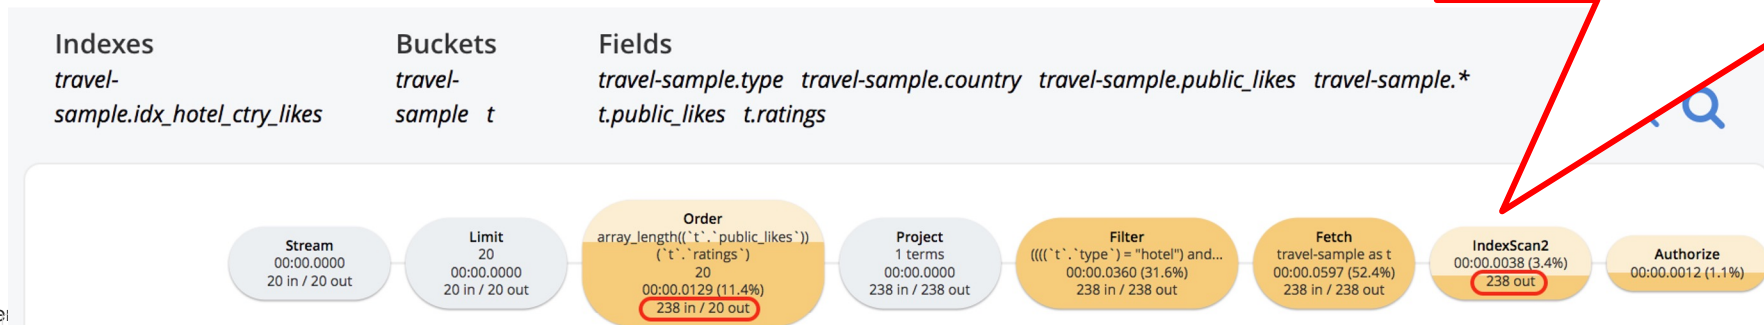 Indexes
travel-
sample.idx_hotel_ctry_likes
Buckets
travel-
sample t
Fields
travel-sample.type travel-sample.country travel-sample.public_likes travel-sample.*
t.public_likes t.ratings
Stream
00:00.0000
20 in / 20 out
Limit
20
00:00.0000
20 in / 20 out
Order
array_length((`t`.`public_likes`))
(`t`.`ratings`)
20
00:00.0129 (11.4%)
238 in / 20 out
Project
1 terms
00:00.0000
238 in / 238 out
Filter
((((`t`.`type`) = "hotel") and...
00:00.0360 (31.6%)
238 in / 238 out
Fetch
travel-sample as t
00:00.0597 (52.4%)
238 in / 238 out
IndexScan2
00:00.0038 (3.4%)
238 out
Authorize
00:00.0012 (1.1%)